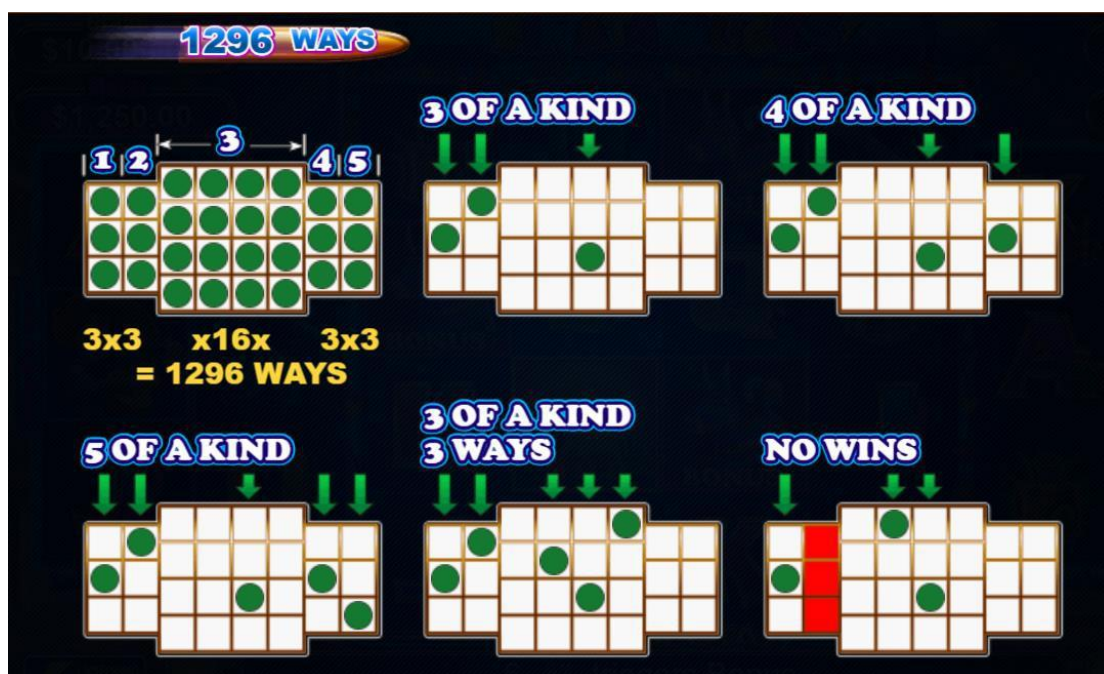 1296 WAYS
3 OF A KIND
4 OF A KIND
1 2 3 4 5
3x3 x16x 3x3
= 1296 WAYS
5 OF A KIND
3 OF A KIND
3 WAYS
NO WINS